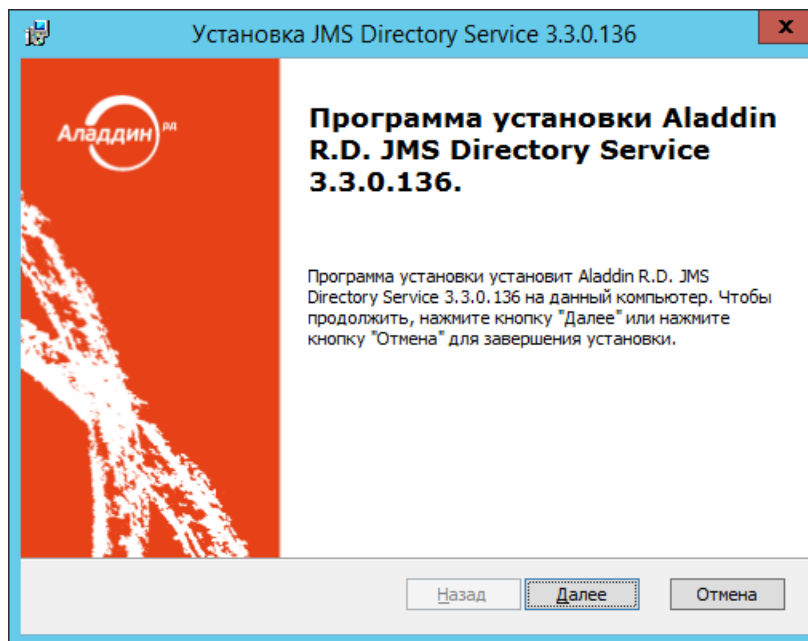 Установка JMS Directory Service 3.3.0.136
x
Аладдин РД
Программа установки Aladdin
R.D. JMS Directory Service
3.3.0.136.
Программа установки установит Aladdin R.D. JMS
Directory Service 3.3.0.136 на данный компьютер. Чтобы
продолжить, нажмите кнопку "Далее" или нажмите
кнопку "Отмена" для завершения установки.
Назад
Далее
Отмена